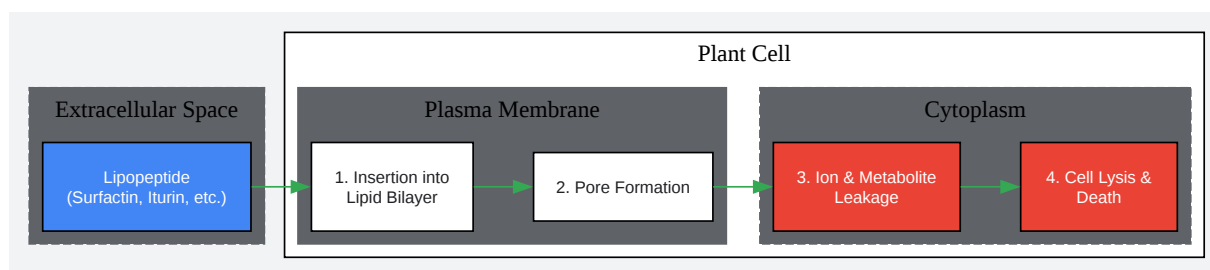 Plant Cell
Extracellular Space
Plasma Membrane
Cytoplasm
Lipopeptide
(Surfactin, Iturin, etc.)
1. Insertion into
Lipid Bilayer
2. Pore Formation
3. Ion & Metabolite
Leakage
4. Cell Lysis &
Death